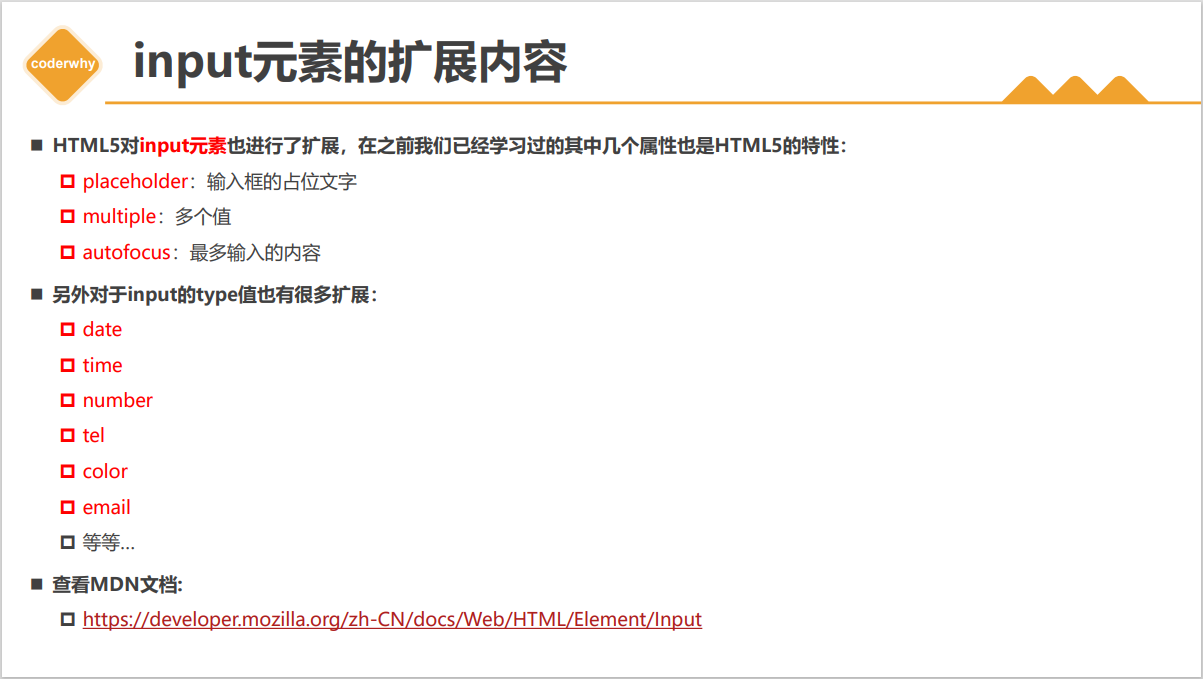 coderwhy
input元素的扩展内容
HTML5对input元素也进行了扩展，在之前我们已经学习过的其中几个属性也是HTML5的特性：
placeholder：输入框的占位文字
multiple：多个值
autofocus：最多输入的内容
另外对于input的type值也有很多扩展：
date
time
number
tel
color
email
等等…
查看MDN文档:
https://developer.mozilla.org/zh-CN/docs/Web/HTML/Element/Input